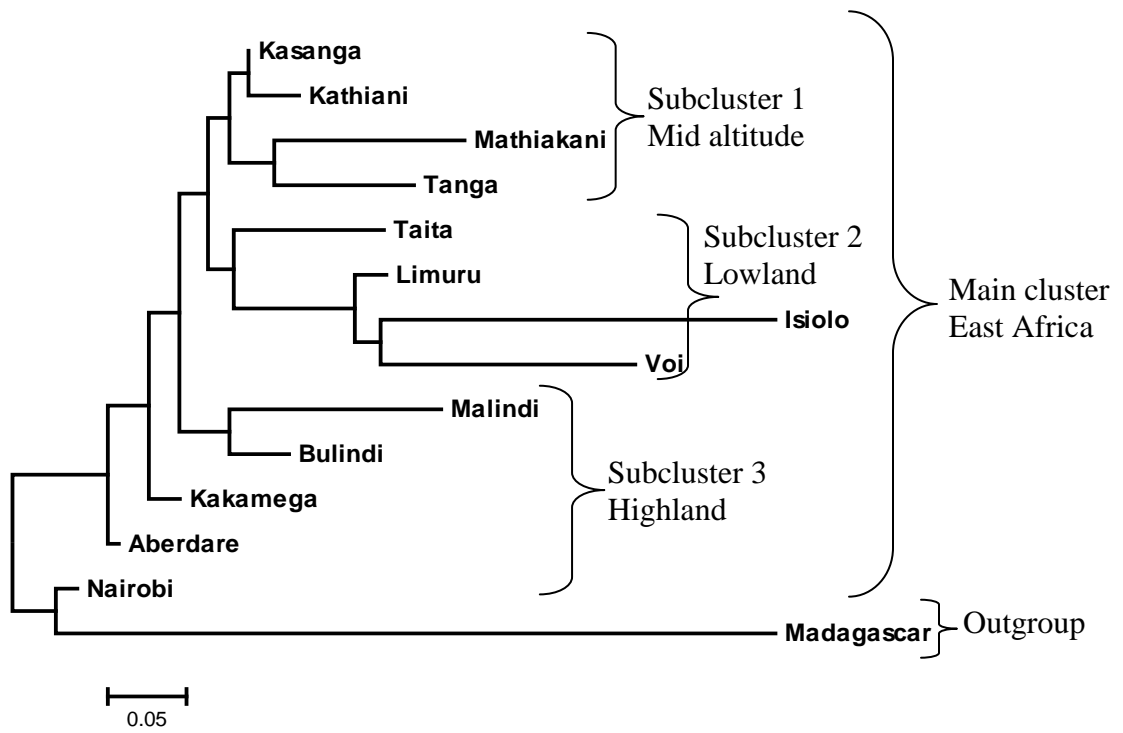 Kasanga
Kathiani
Mathiakani
Tanga
Subcluster 1
Mid altitude
Taita
Limuru
Isiolo
Voi
Subcluster 2
Lowland
Malindi
Bulindi
Kakamega
Aberdare
Nairobi
Subcluster 3
Highland
Main cluster
East Africa
Madagascar
Outgroup
0.05